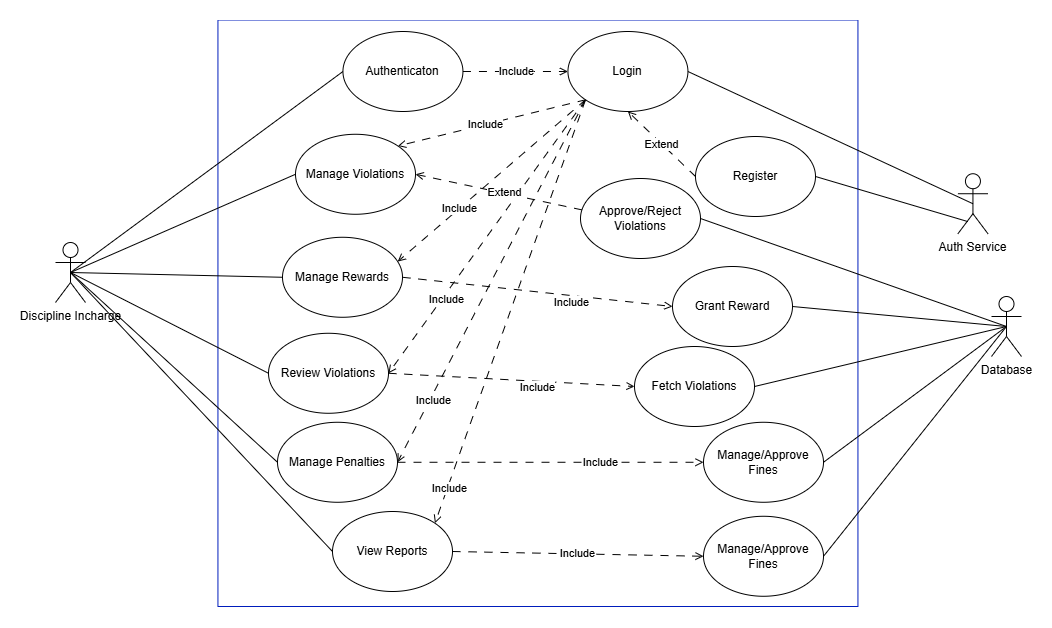 Authenticaton
Include
Login
Include
Extend
Manage Violations
Extend
Register
Include
Approve/Reject
Violations
Auth Service
Manage Rewards
Include
Include
Grant Reward
Discipline Incharge
Review Violations
Include
Fetch Violations
Database
Include
Manage Penalties
Include
Manage/Approve
Fines
Include
View Reports
Include
Manage/Approve
Fines